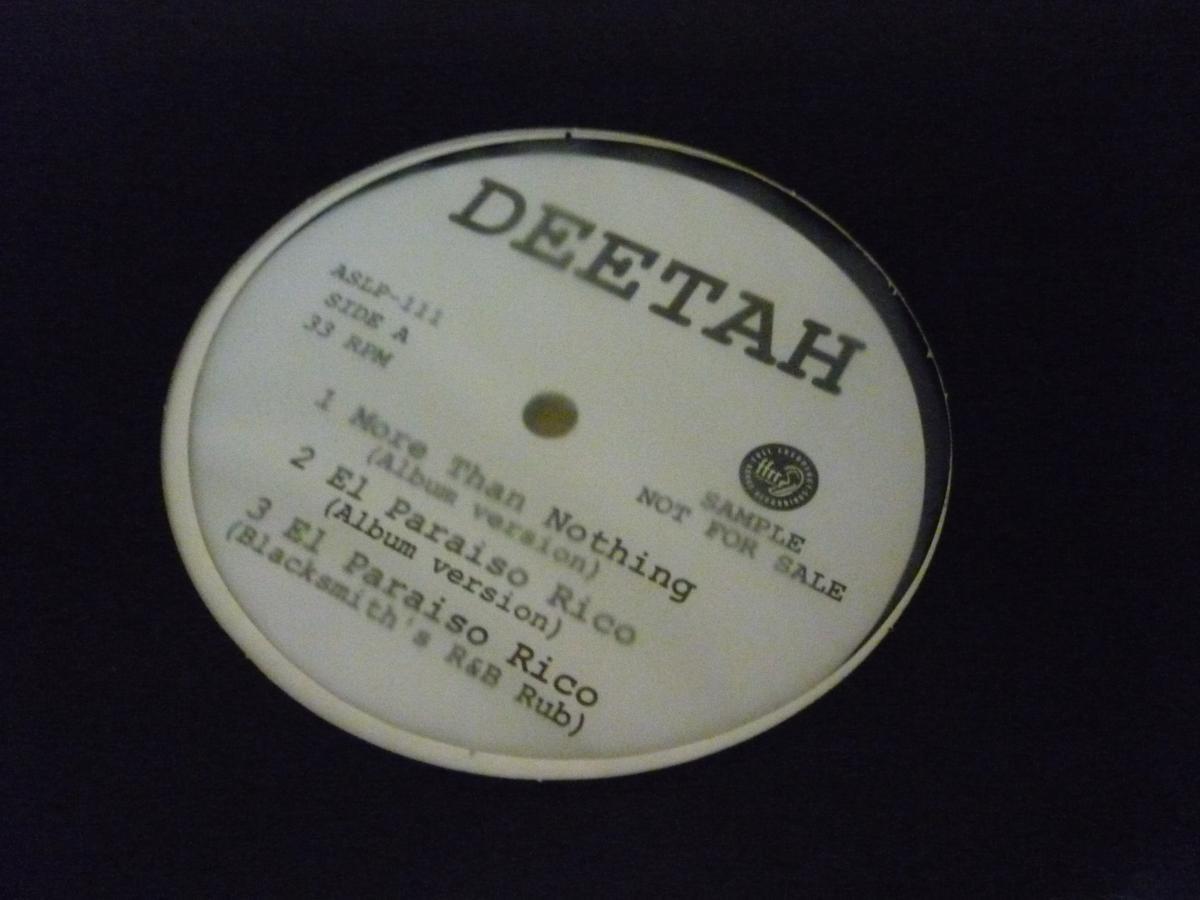 DEETAH
ASLP-111
SIDE A
33 RPM
ffrr
SAMPLE
NOT FOR SALE
1 More Than Nothing
(Album version)
2 El Paraiso Rico
(Album version)
3 El Paraiso Rico
(Blacksmith's R&B Rub)